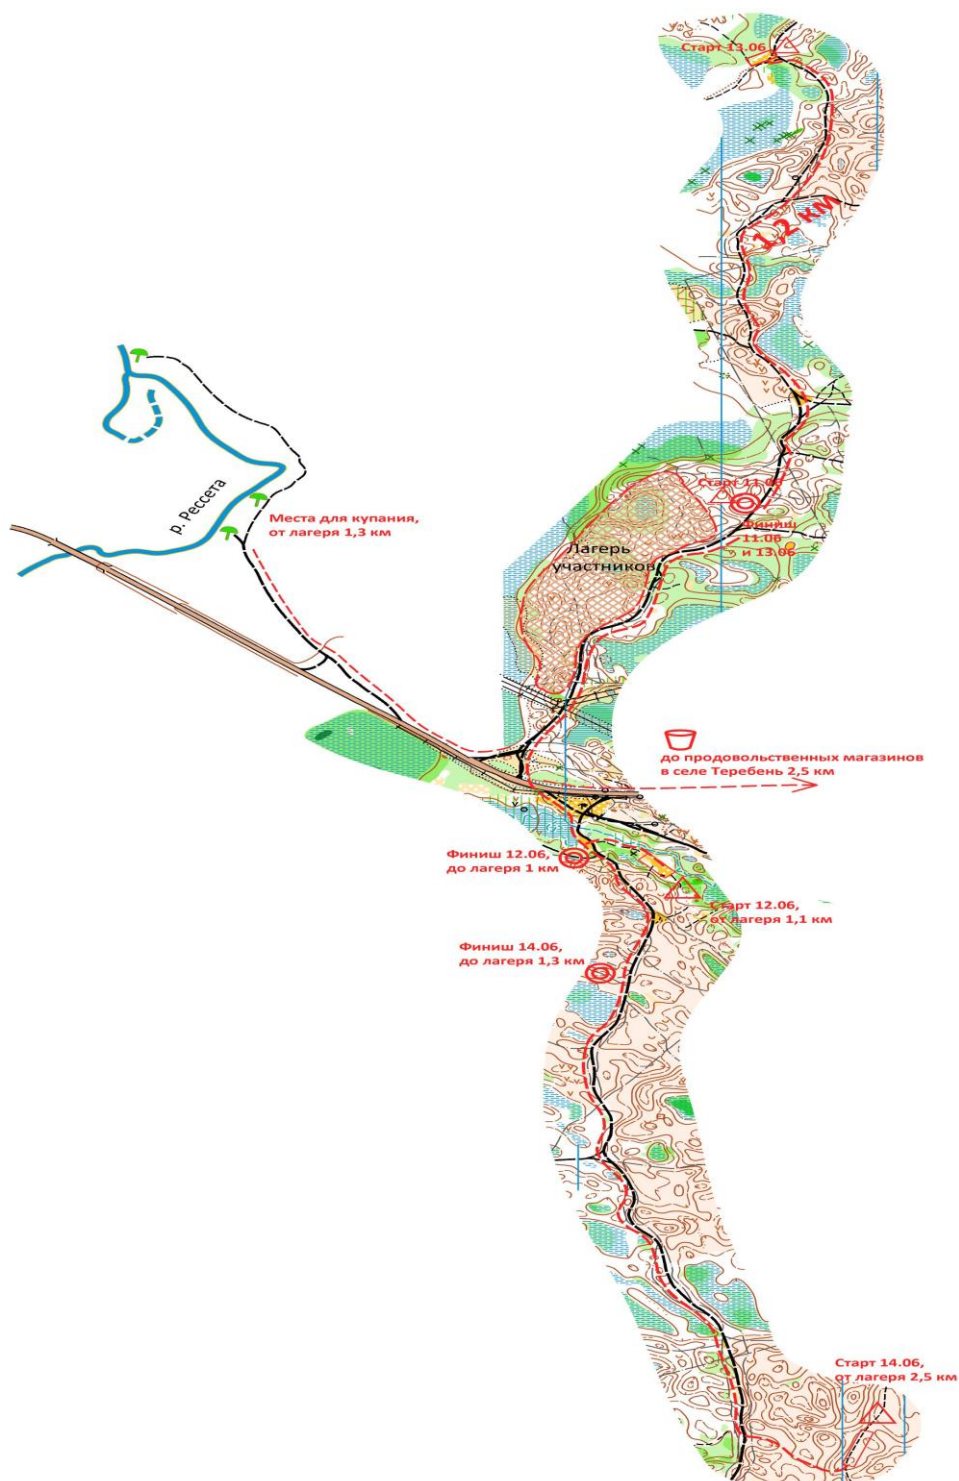 Старт 13.06
1,2 км
р. Рессета
Места для купания,
от лагеря 1,3 км
Старт 11.06
Финиш
11.06
и 13.06
Лагерь
участников
до продовольственных магазинов
в селе Теребень 2,5 км
Финиш 12.06,
до лагеря 1 км
Старт 12.06,
от лагеря 1,1 км
Финиш 14.06,
до лагеря 1,3 км
Старт 14.06,
от лагеря 2,5 км